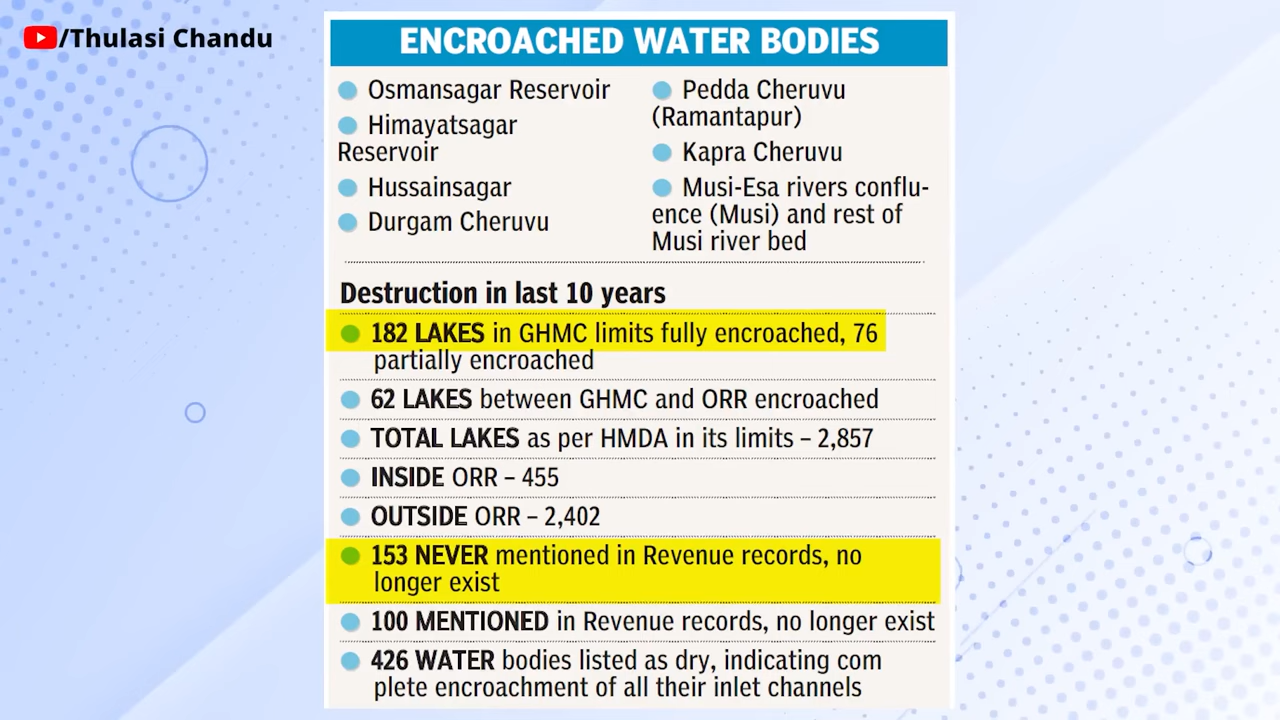 /Thulasi Chandu
ENCROACHED WATER BODIES
Osmansagar Reservoir
Himayatsagar
Reservoir
Hussainsagar
Durgam Cheruvu
Pedda Cheruvu
(Ramantapur)
Kapra Cheruvu
Musi-Esa rivers conflu-
ence (Musi) and rest of
Musi river bed
Destruction in last 10 years
182 LAKES in GHMC limits fully encroached, 76
partially encroached
62 LAKES between GHMC and ORR encroached
TOTAL LAKES as per HMDA in its limits – 2,857
INSIDE ORR – 455
OUTSIDE ORR – 2,402
153 NEVER mentioned in Revenue records, no
longer exist
100 MENTIONED in Revenue records, no longer exist
426 WATER bodies listed as dry, indicating com
plete encroachment of all their inlet channels